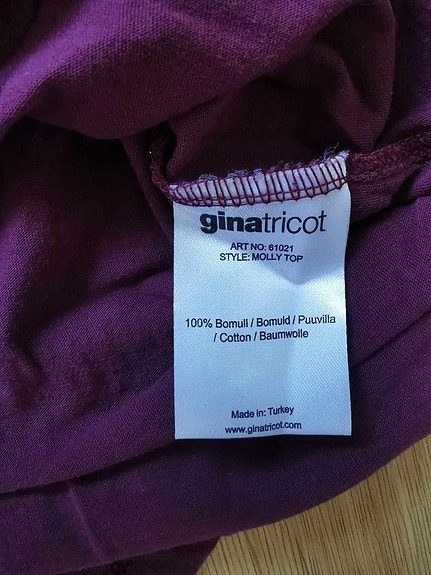 ginatricot
ART NO: 61021
STYLE: MOLLY TOP
100% Bomull / Bomuld / Puuvilla
/ Cotton / Baumwolle
Made in: Turkey
www.ginatricot.com